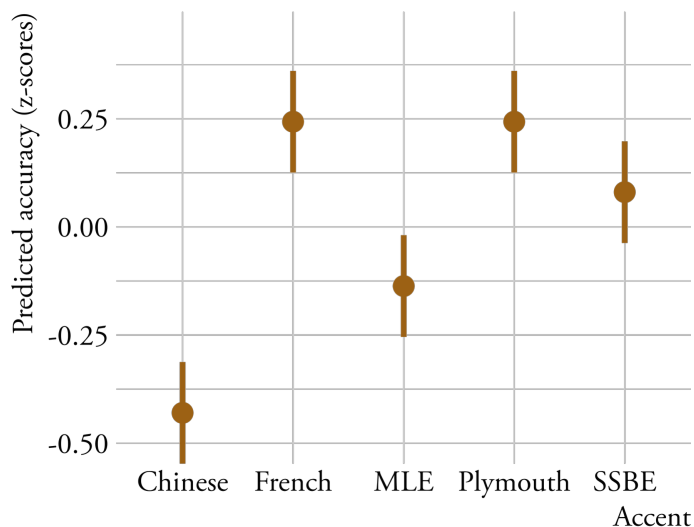 Predicted accuracy (z-scores)
0.25
0.00
-0.25
-0.50
Chinese French MLE Plymouth SSBE
Accent